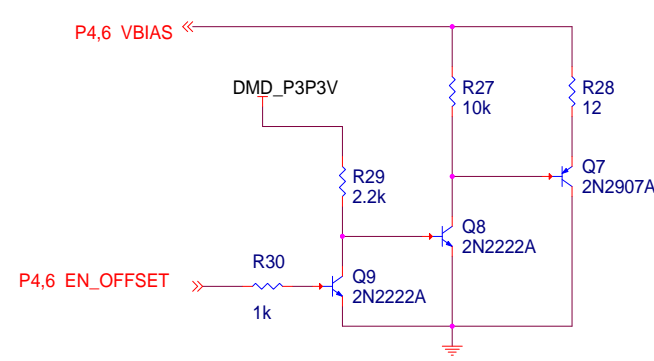 P4,6 VBIAS
DMD_P3P3V
R27
10k
R28
12
R29
2.2k
Q7
2N2907A
Q8
2N2222A
P4,6 EN_OFFSET
R30
1k
Q9
2N2222A